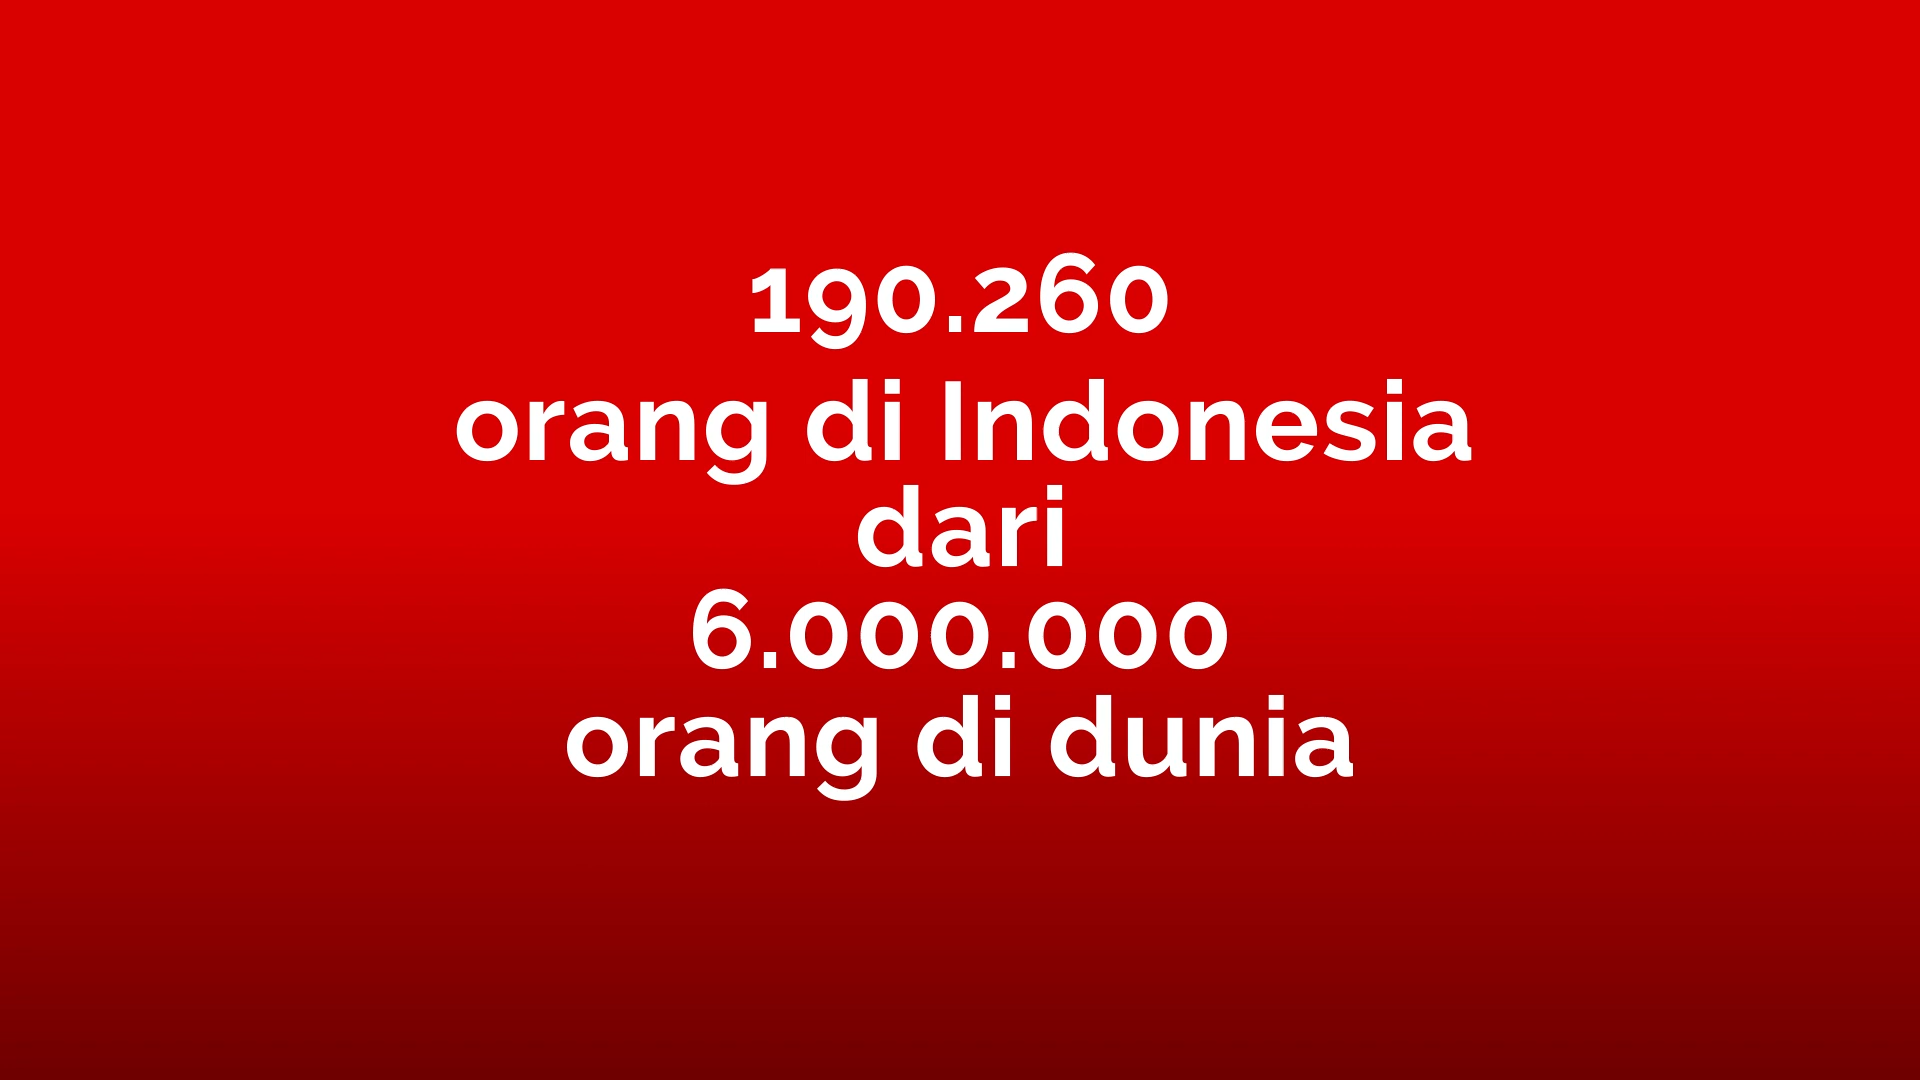 190.260
orang di Indonesia
dari
6.000.000
orang di dunia